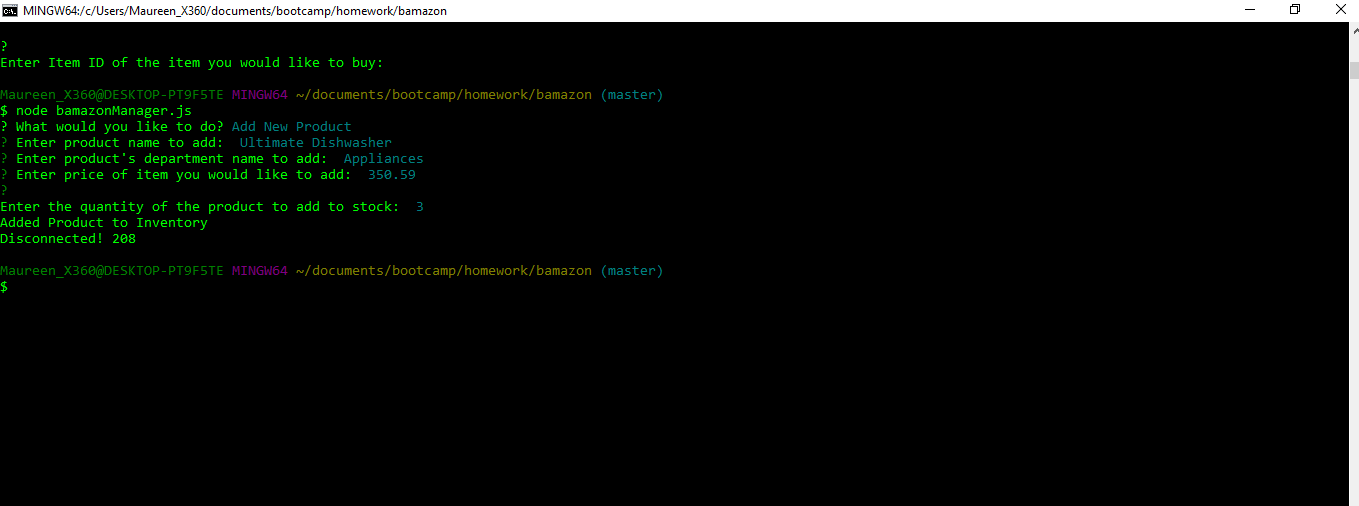 MINGW64:/c/Users/Maureen_X360/documents/bootcamp/homework/bamazon
?
Enter Item ID of the item you would like to buy:
Maureen_X360@DESKTOP-PT9F5TE MINGW64 ~/documents/bootcamp/homework/bamazon (master)
$ node bamazonManager.js
? What would you like to do? Add New Product
? Enter product name to add:  Ultimate Dishwasher
? Enter product's department name to add:  Appliances
? Enter price of item you would like to add:  350.59
?
Enter the quantity of the product to add to stock:  3
Added Product to Inventory
Disconnected! 208
Maureen_X360@DESKTOP-PT9F5TE MINGW64 ~/documents/bootcamp/homework/bamazon (master)
$